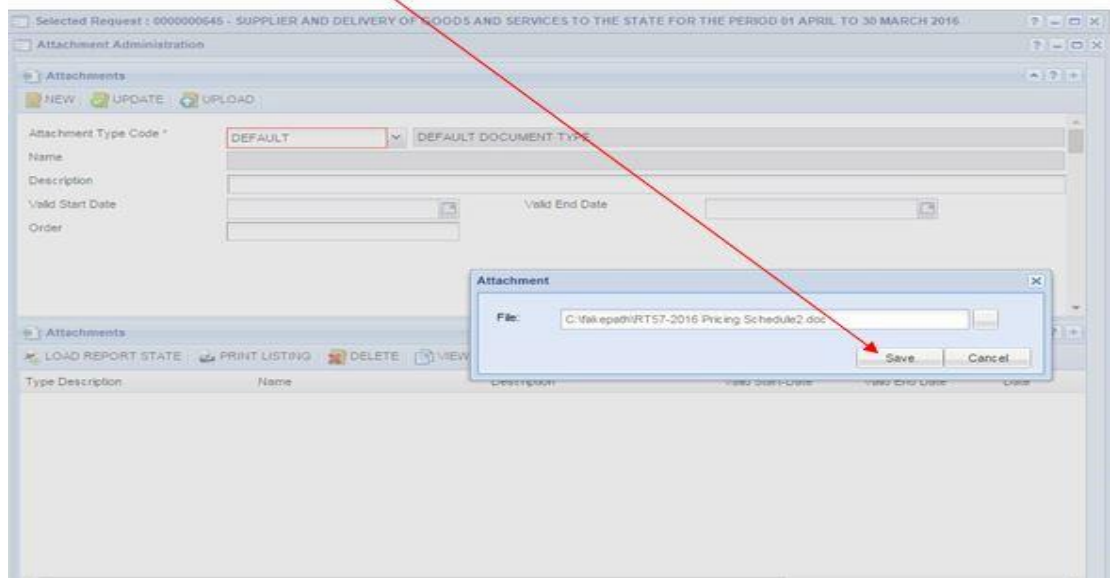 Selected Request : 0000000645 - SUPPLIER AND DELIVERY OF GOODS AND SERVICES TO THE STATE FOR THE PERIOD 01 APRIL TO 30 MARCH 2016
Attachment Administration
Attachments
NEW UPDATE UPLOAD
Attachment Type Code * DEFAULT DEFAULT DOCUMENT TYPE
Name
Description
Valid Start Date Valid End Date
Order
Attachment
File: C:\fakepath\RT57-2016 Pricing Schedule2.doc
Save Cancel
Attachments
LOAD REPORT STATE PRINT LISTING DELETE VIEW
Type Description Name Description Valid Start-Date Valid End Date Date